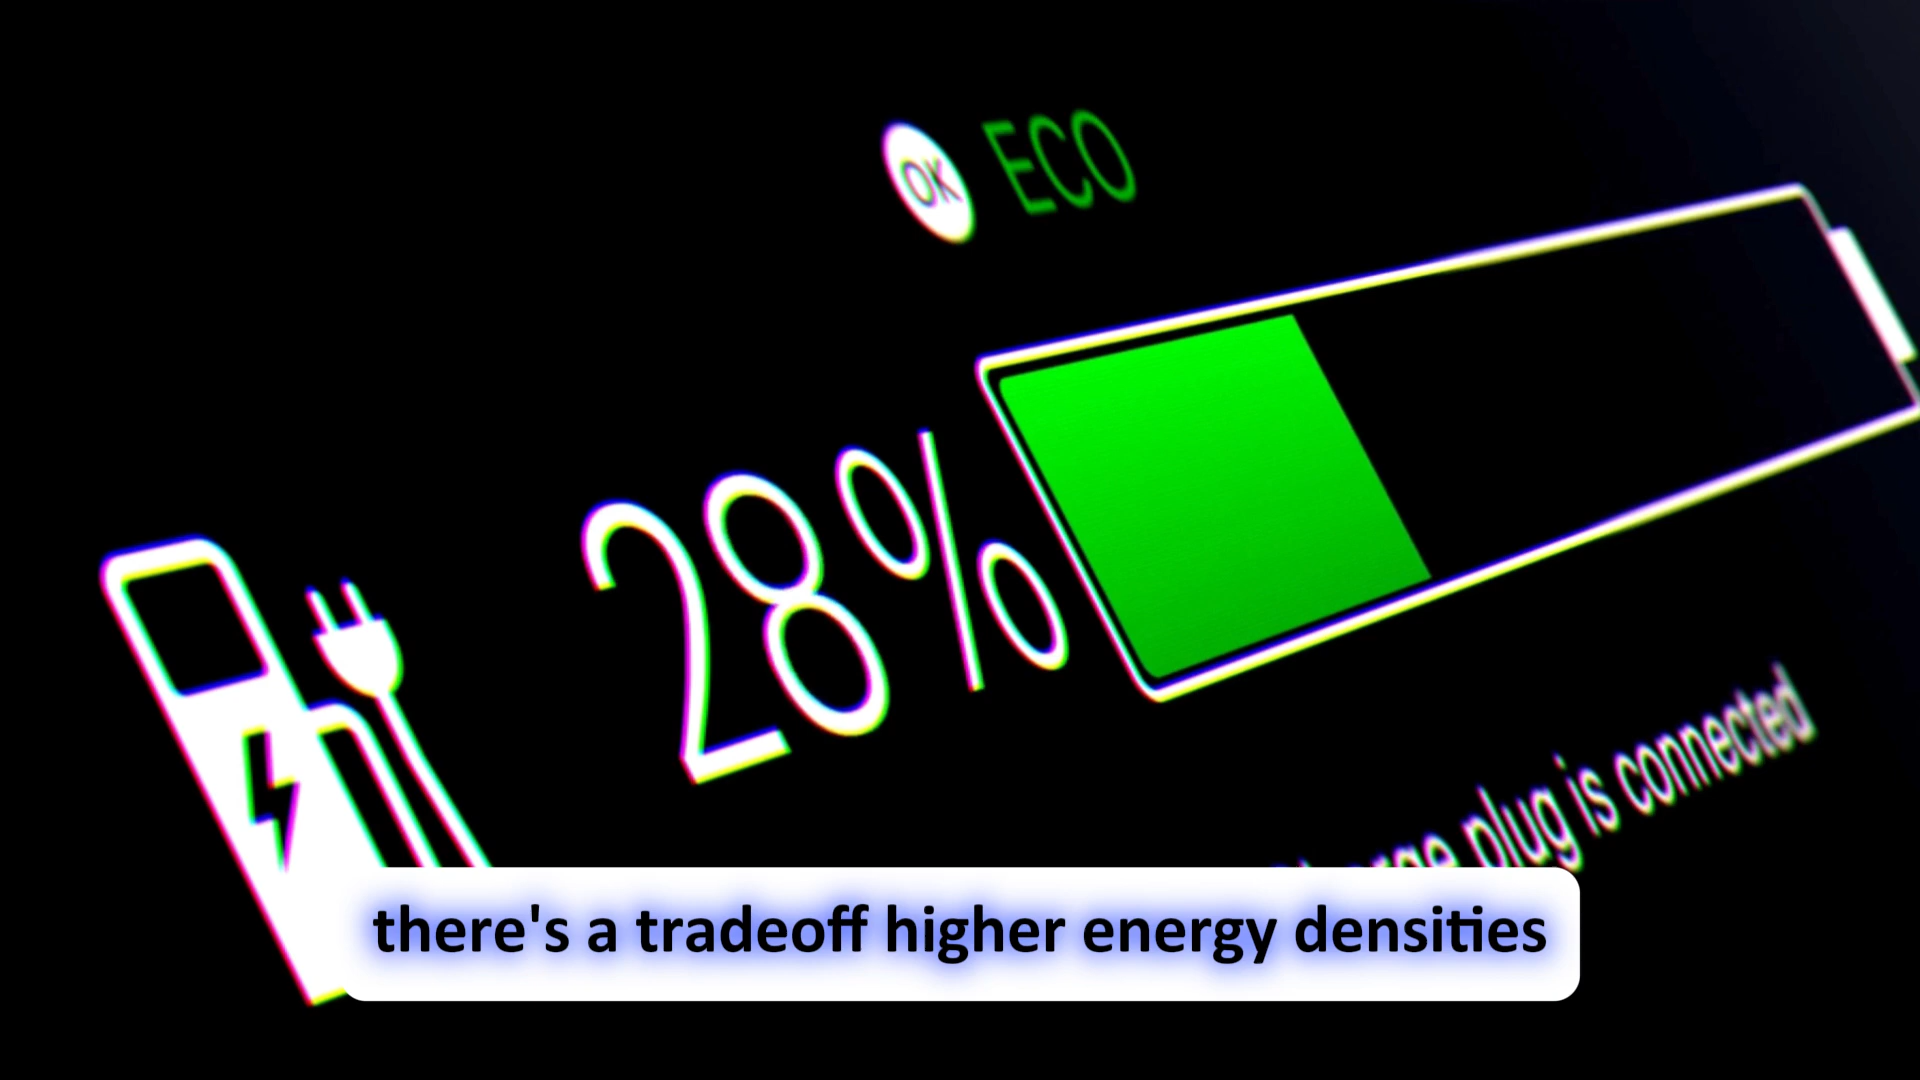 OK ECO
28%
plug is connected
there's a tradeoff higher energy densities